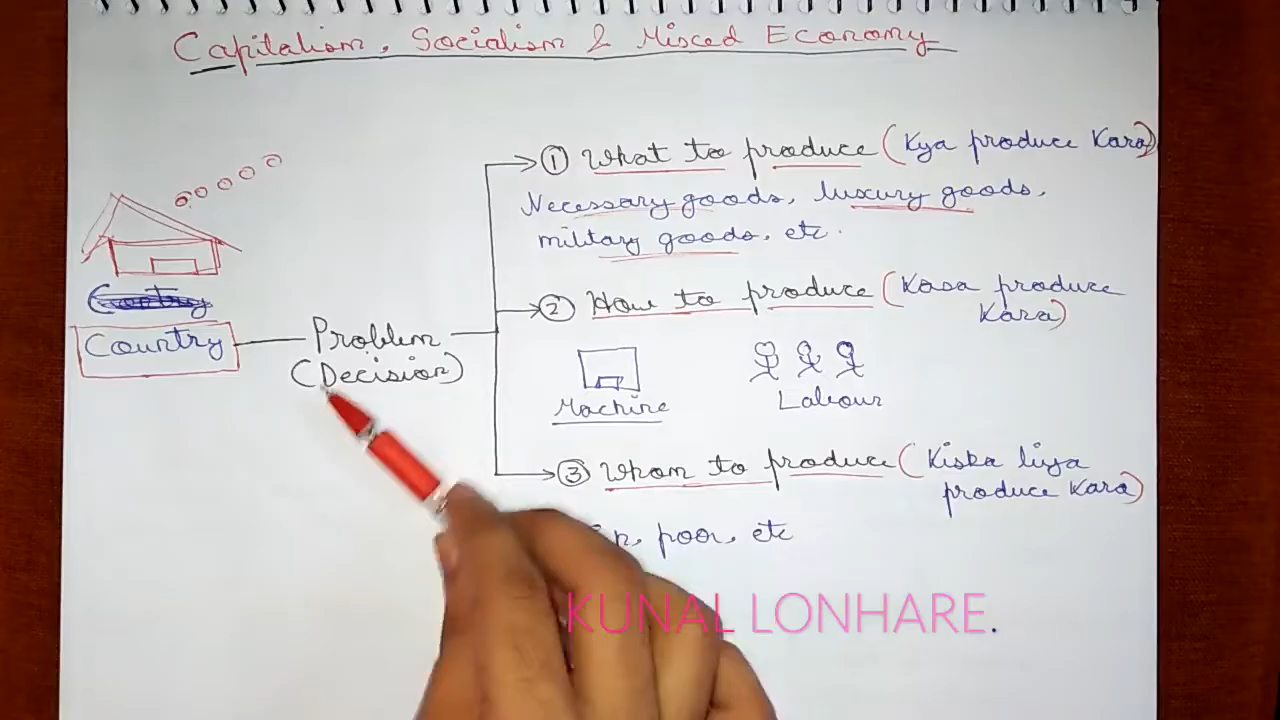 Capitalism, Socialism & Mixed Economy
① What to produce (Kya produce Kara)
Necessary goods, luxury goods,
military goods, etc.
② How to produce (Kasa produce
Kara)
Country
Problem
(Decision)
Machine
Labour
③ Whom to produce (Kiska liya
produce Kara)
poor, etc
KUNAL LONHARE.